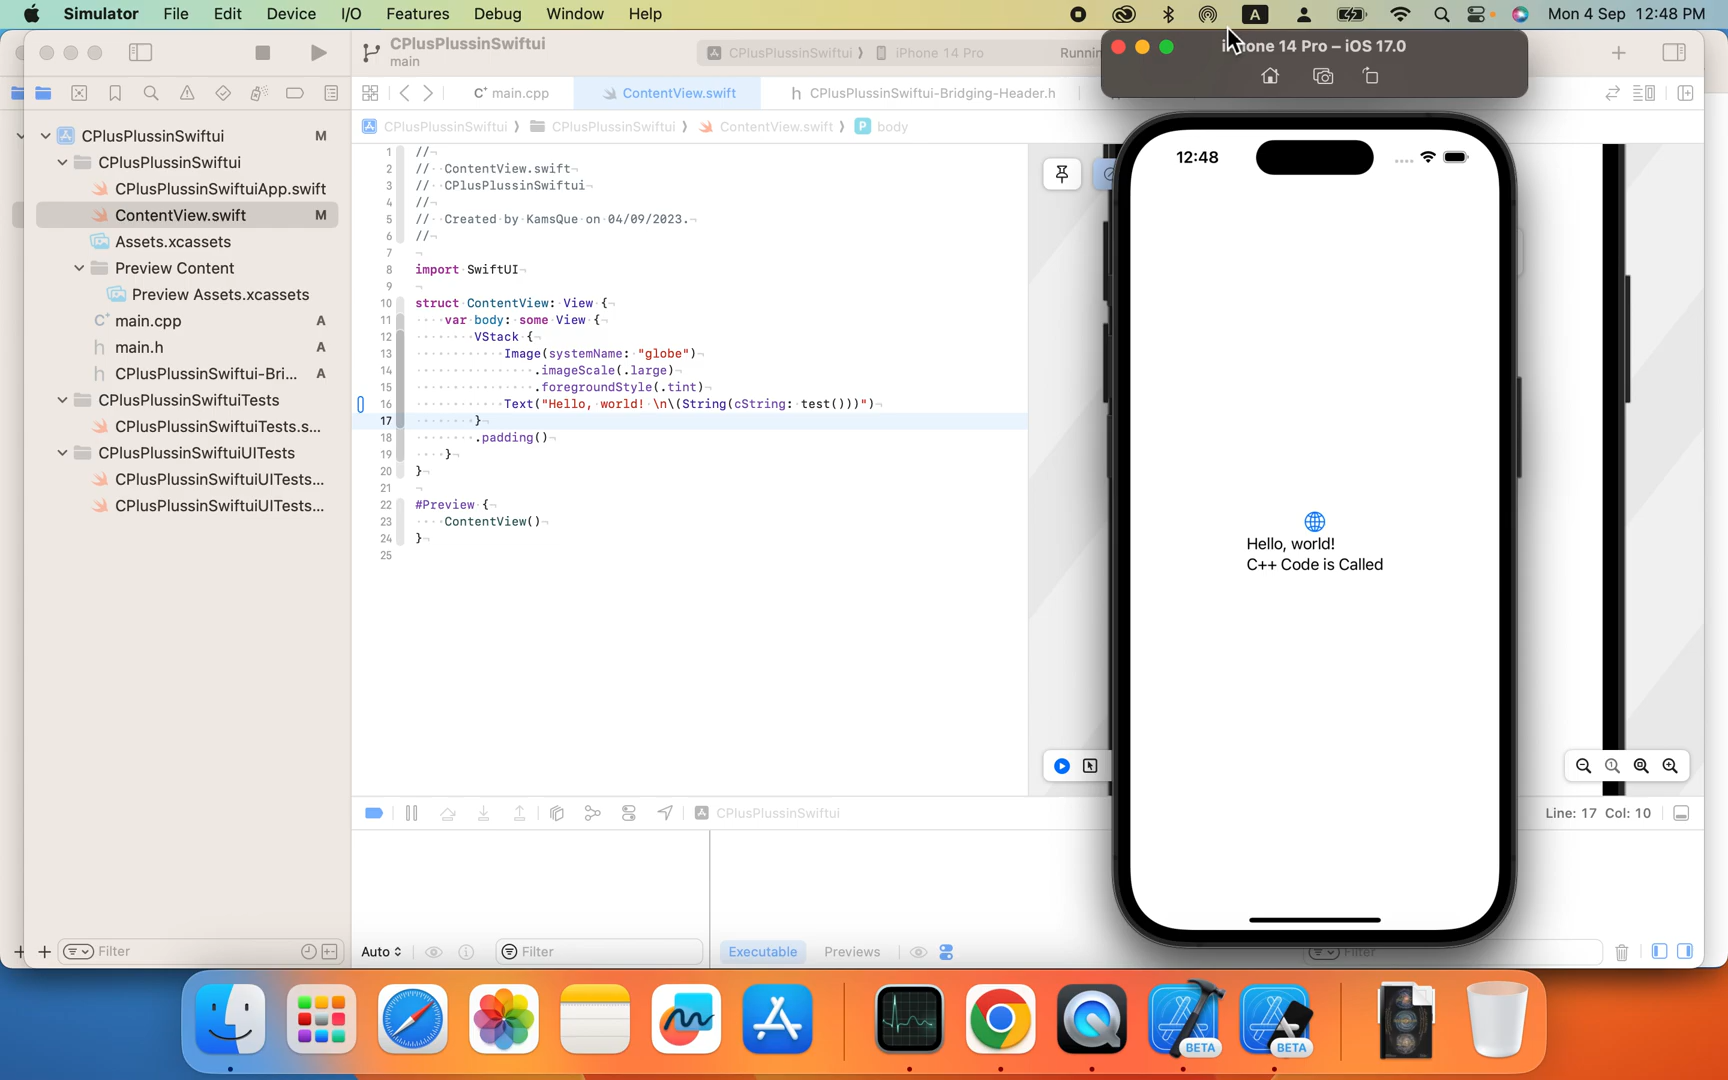 Simulator File Edit Device I/O Features Debug Window Help A Mon 4 Sep 12:48 PM
CPlusPlussinSwiftui
main
CPlusPlussinSwiftui iPhone 14 Pro Runnin
iPhone 14 Pro – iOS 17.0
main.cpp
ContentView.swift
CPlusPlussinSwiftui-Bridging-Header.h
CPlusPlussinSwiftui CPlusPlussinSwiftui ContentView.swift body
CPlusPlussinSwiftui M
CPlusPlussinSwiftui
CPlusPlussinSwiftuiApp.swift
ContentView.swift M
Assets.xcassets
Preview Content
Preview Assets.xcassets
main.cpp A
main.h A
CPlusPlussinSwiftui-Bri... A
CPlusPlussinSwiftuiTests
CPlusPlussinSwiftuiTests.s...
CPlusPlussinSwiftuiUITests
CPlusPlussinSwiftuiUITests...
CPlusPlussinSwiftuiUITests...
Filter
1 //
2 // ContentView.swift
3 // CPlusPlussinSwiftui
4 //
5 // Created by KamsQue on 04/09/2023.
6 //
7
8 import SwiftUI
9
10 struct ContentView: View {
11 var body: some View {
12 VStack {
13 Image(systemName: "globe")
14 .imageScale(.large)
15 .foregroundStyle(.tint)
16 Text("Hello, world! \n\(String(cString: test()))")
17 }
18 .padding()
19 }
20 }
21
22 #Preview {
23 ContentView()
24 }
25
12:48
Hello, world!
C++ Code is Called
CPlusPlussinSwiftui
Line: 17 Col: 10
Auto Filter
Executable Previews Filter
BETA
BETA